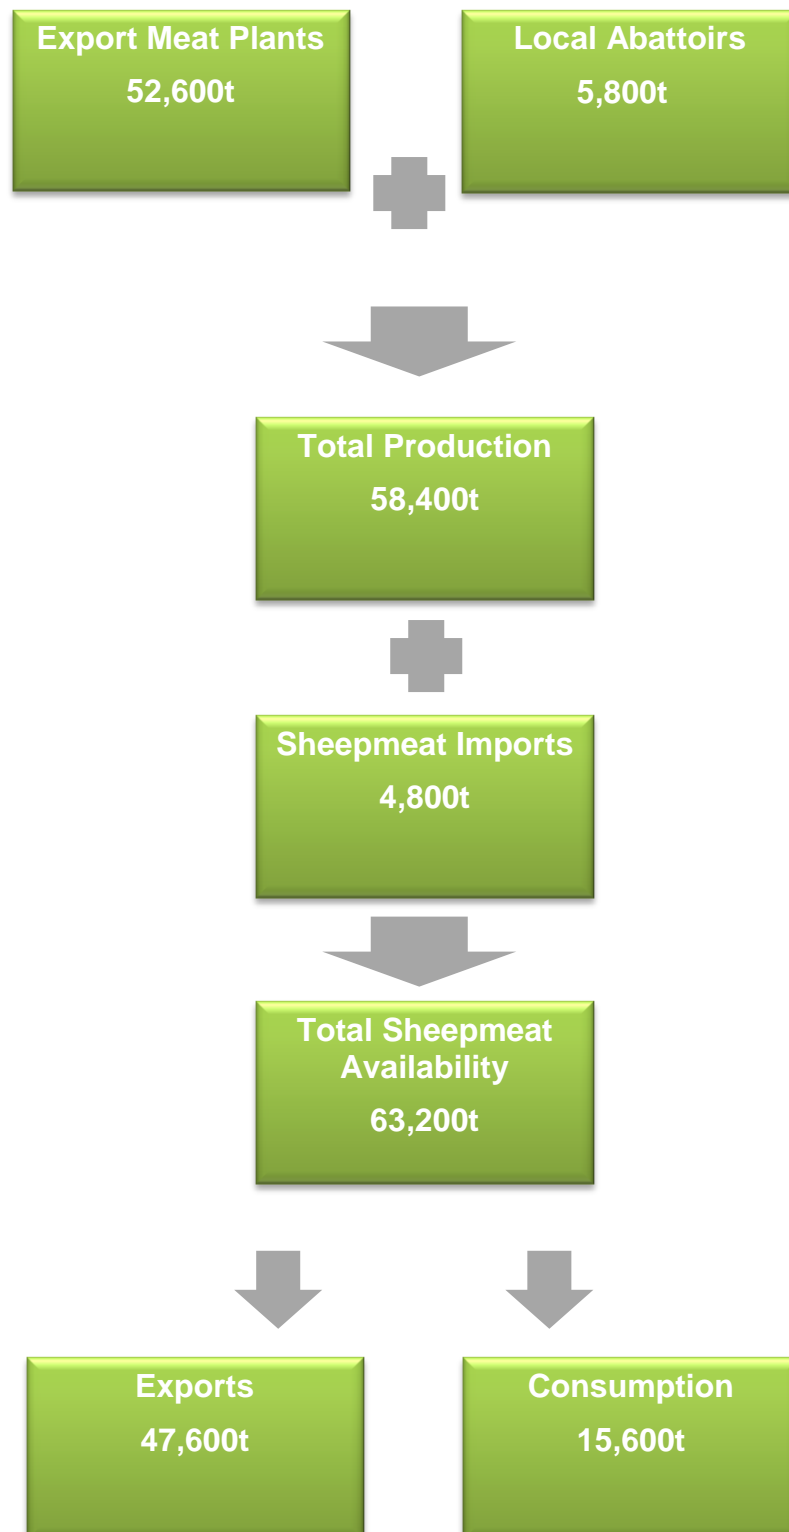 Export Meat Plants
52,600t
Local Abattoirs
5,800t
Total Production
58,400t
Sheepmeat Imports
4,800t
Total Sheepmeat
Availability
63,200t
Exports
47,600t
Consumption
15,600t